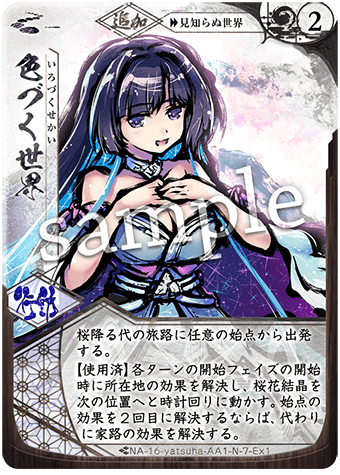 追加
▶▶見知らぬ世界
2
いろづくせかい
色づく世界
sample
行動
桜降る代の旅路に任意の始点から出発
する。
【使用済】各ターンの開始フェイズの開始
時に所在地の効果を解決し、桜花結晶を
次の位置へと時計回りに動かす。始点の
効果を2回目に解決するならば、代わり
に家路の効果を解決する。
NA-16-yatsuha-AA1-N-7-Ex1